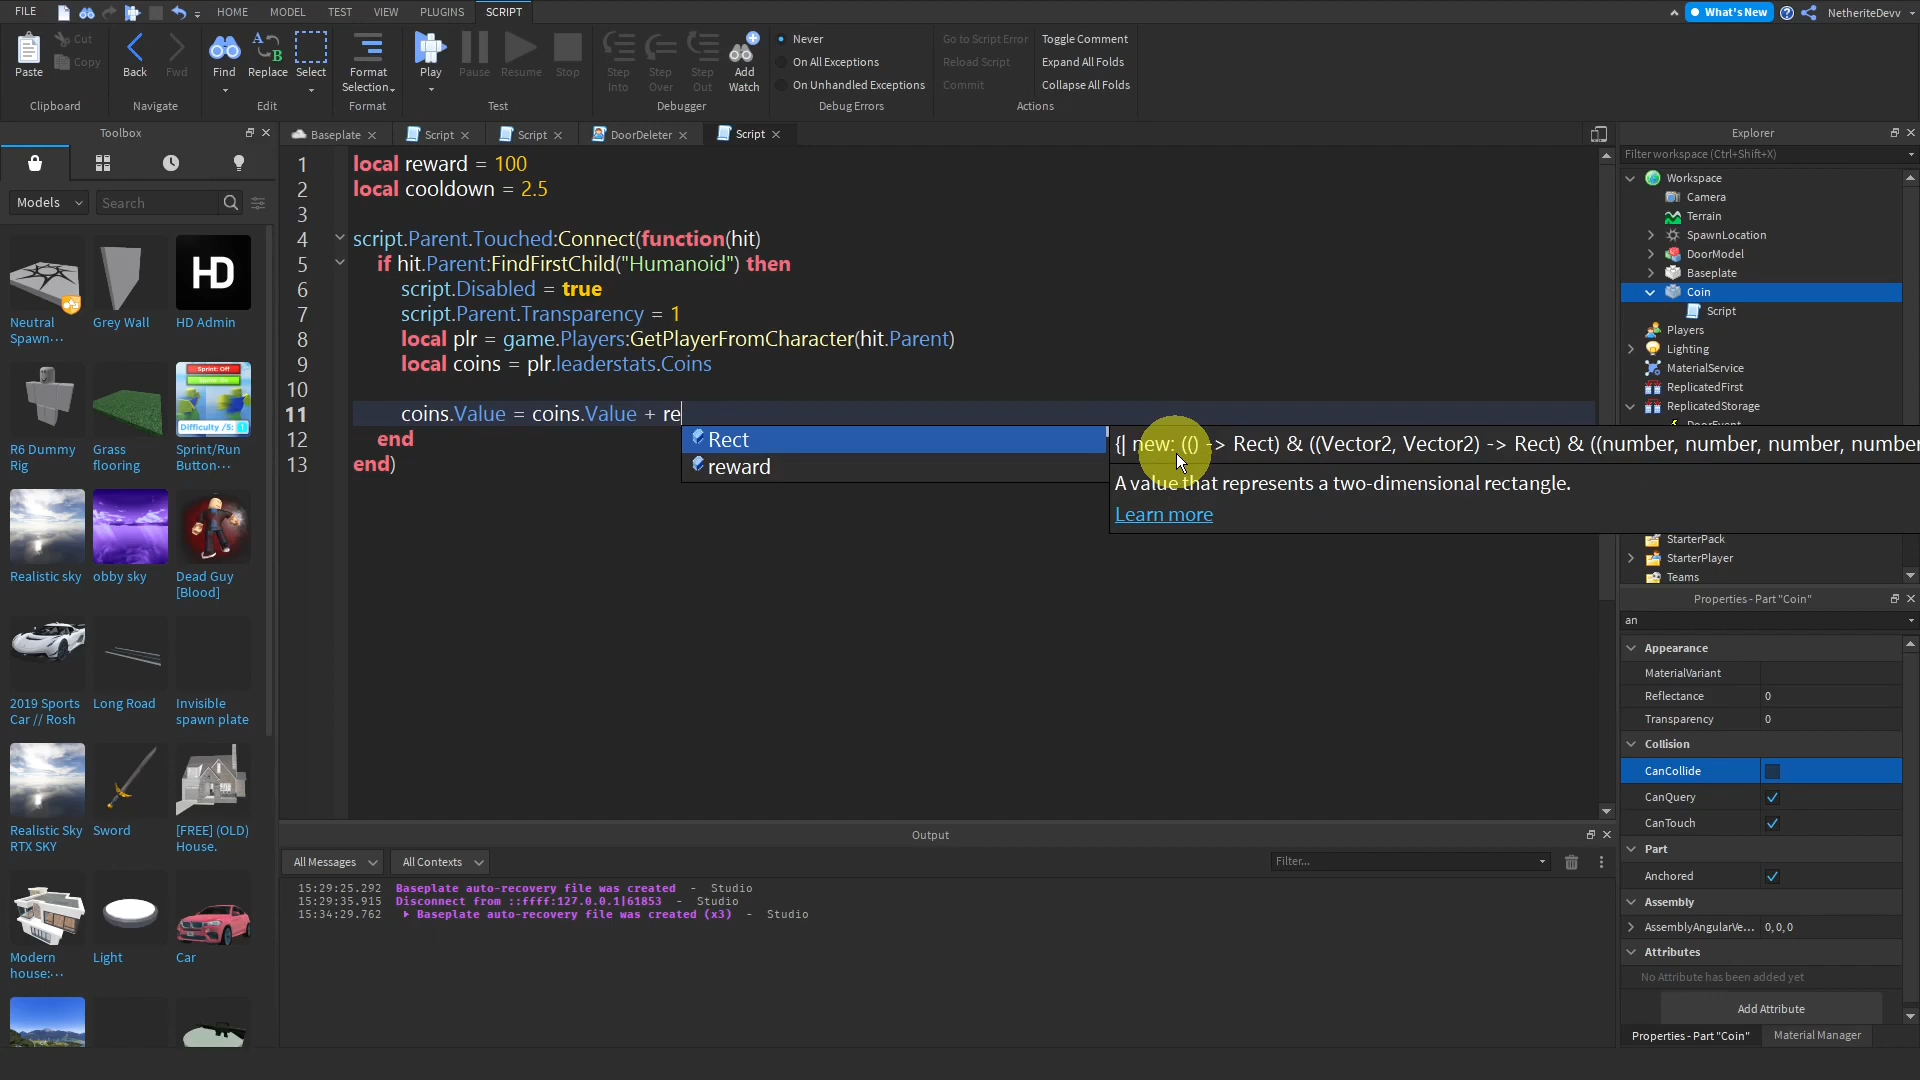 FILE HOME MODEL TEST VIEW PLUGINS SCRIPT What's New NetheriteDevv
Paste Cut Copy Back Fwd Find Replace Select Format Selection Play Pause Resume Stop Step Into Step Over Step Out Add Watch
Never
On All Exceptions
On Unhandled Exceptions
Go to Script Error
Reload Script
Commit
Toggle Comment
Expand All Folds
Collapse All Folds
Clipboard Navigate Edit Format Test Debugger Debug Errors Actions
Toolbox
Models Search
Neutral Spawn...
Grey Wall
HD
HD Admin
R6 Dummy Rig
Grass flooring
Sprint: Off
Sprint/Run Button...
Realistic sky
obby sky
Dead Guy [Blood]
2019 Sports Car // Rosh
Long Road
Invisible spawn plate
Realistic Sky RTX SKY
Sword
[FREE] (OLD) House.
Modern house:...
Light
Car
Baseplate Script Script DoorDeleter Script
1 local reward = 100
2 local cooldown = 2.5
3
4 script.Parent.Touched:Connect(function(hit)
5 if hit.Parent:FindFirstChild("Humanoid") then
6 script.Disabled = true
7 script.Parent.Transparency = 1
8 local plr = game.Players:GetPlayerFromCharacter(hit.Parent)
9 local coins = plr.leaderstats.Coins
10
11 coins.Value = coins.Value + re
12 end
13 end)
Rect
reward
{| new: (() -> Rect) & ((Vector2, Vector2) -> Rect) & ((number, number, number, number
A value that represents a two-dimensional rectangle.
Learn more
Output
All Messages All Contexts Filter...
15:29:25.292 Baseplate auto-recovery file was created - Studio
15:29:35.915 Disconnect from ::ffff:127.0.0.1|61853 - Studio
15:34:29.762 Baseplate auto-recovery file was created (x3) - Studio
Explorer
Filter workspace (Ctrl+Shift+X)
Workspace
Camera
Terrain
SpawnLocation
DoorModel
Baseplate
Coin
Script
Players
Lighting
MaterialService
ReplicatedFirst
ReplicatedStorage
DoorEvent
StarterPack
StarterPlayer
Teams
Properties - Part "Coin"
an
Appearance
MaterialVariant
Reflectance 0
Transparency 0
Collision
CanCollide
CanQuery
CanTouch
Part
Anchored
Assembly
AssemblyAngularVe... 0, 0, 0
Attributes
No Attribute has been added yet
Add Attribute
Properties - Part "Coin" Material Manager